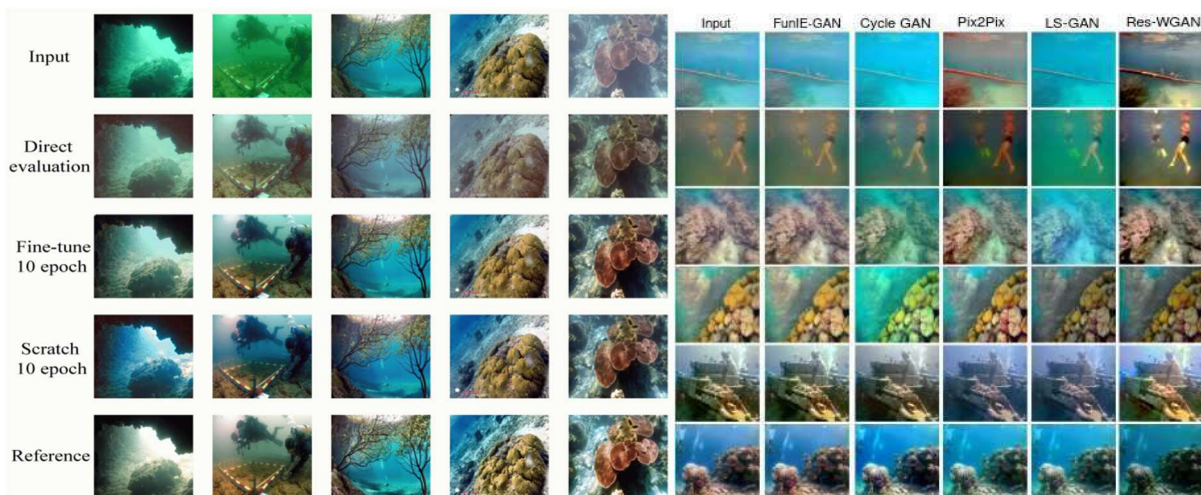 Input
Direct
evaluation
Fine-tune
10 epoch
Scratch
10 epoch
Reference
Input FunIE-GAN Cycle GAN Pix2Pix LS-GAN Res-WGAN